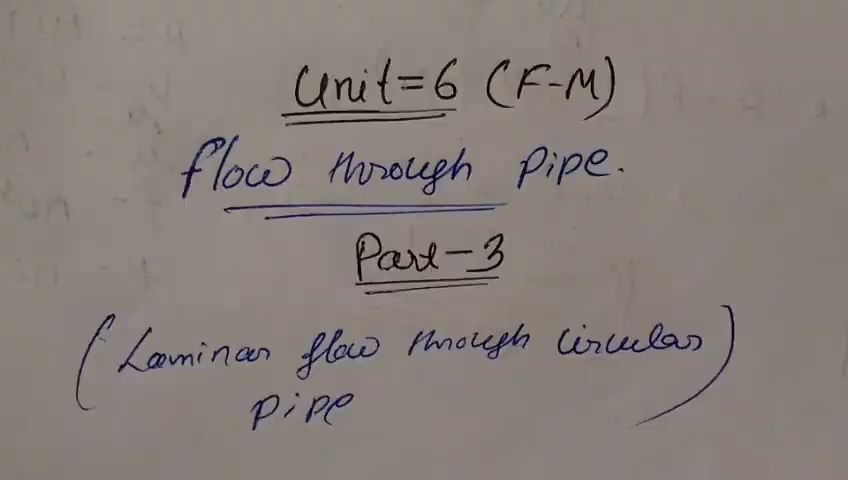 Unit=6 (F-M)
flow through pipe.
Part-3
(Laminar flow through circular)
pipe